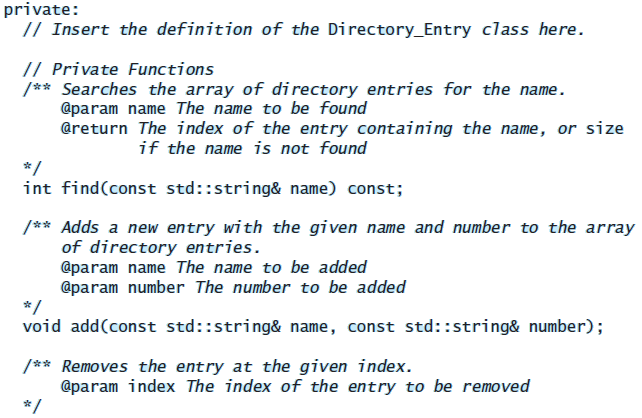 private:
// Insert the definition of the Directory_Entry class here.
// Private Functions
/** Searches the array of directory entries for the name.
@param name The name to be found
@return The index of the entry containing the name, or size
if the name is not found
*/
int find(const std::string& name) const;
/** Adds a new entry with the given name and number to the array
of directory entries.
@param name The name to be added
@param number The number to be added
*/
void add(const std::string& name, const std::string& number);
/** Removes the entry at the given index.
@param index The index of the entry to be removed
*/